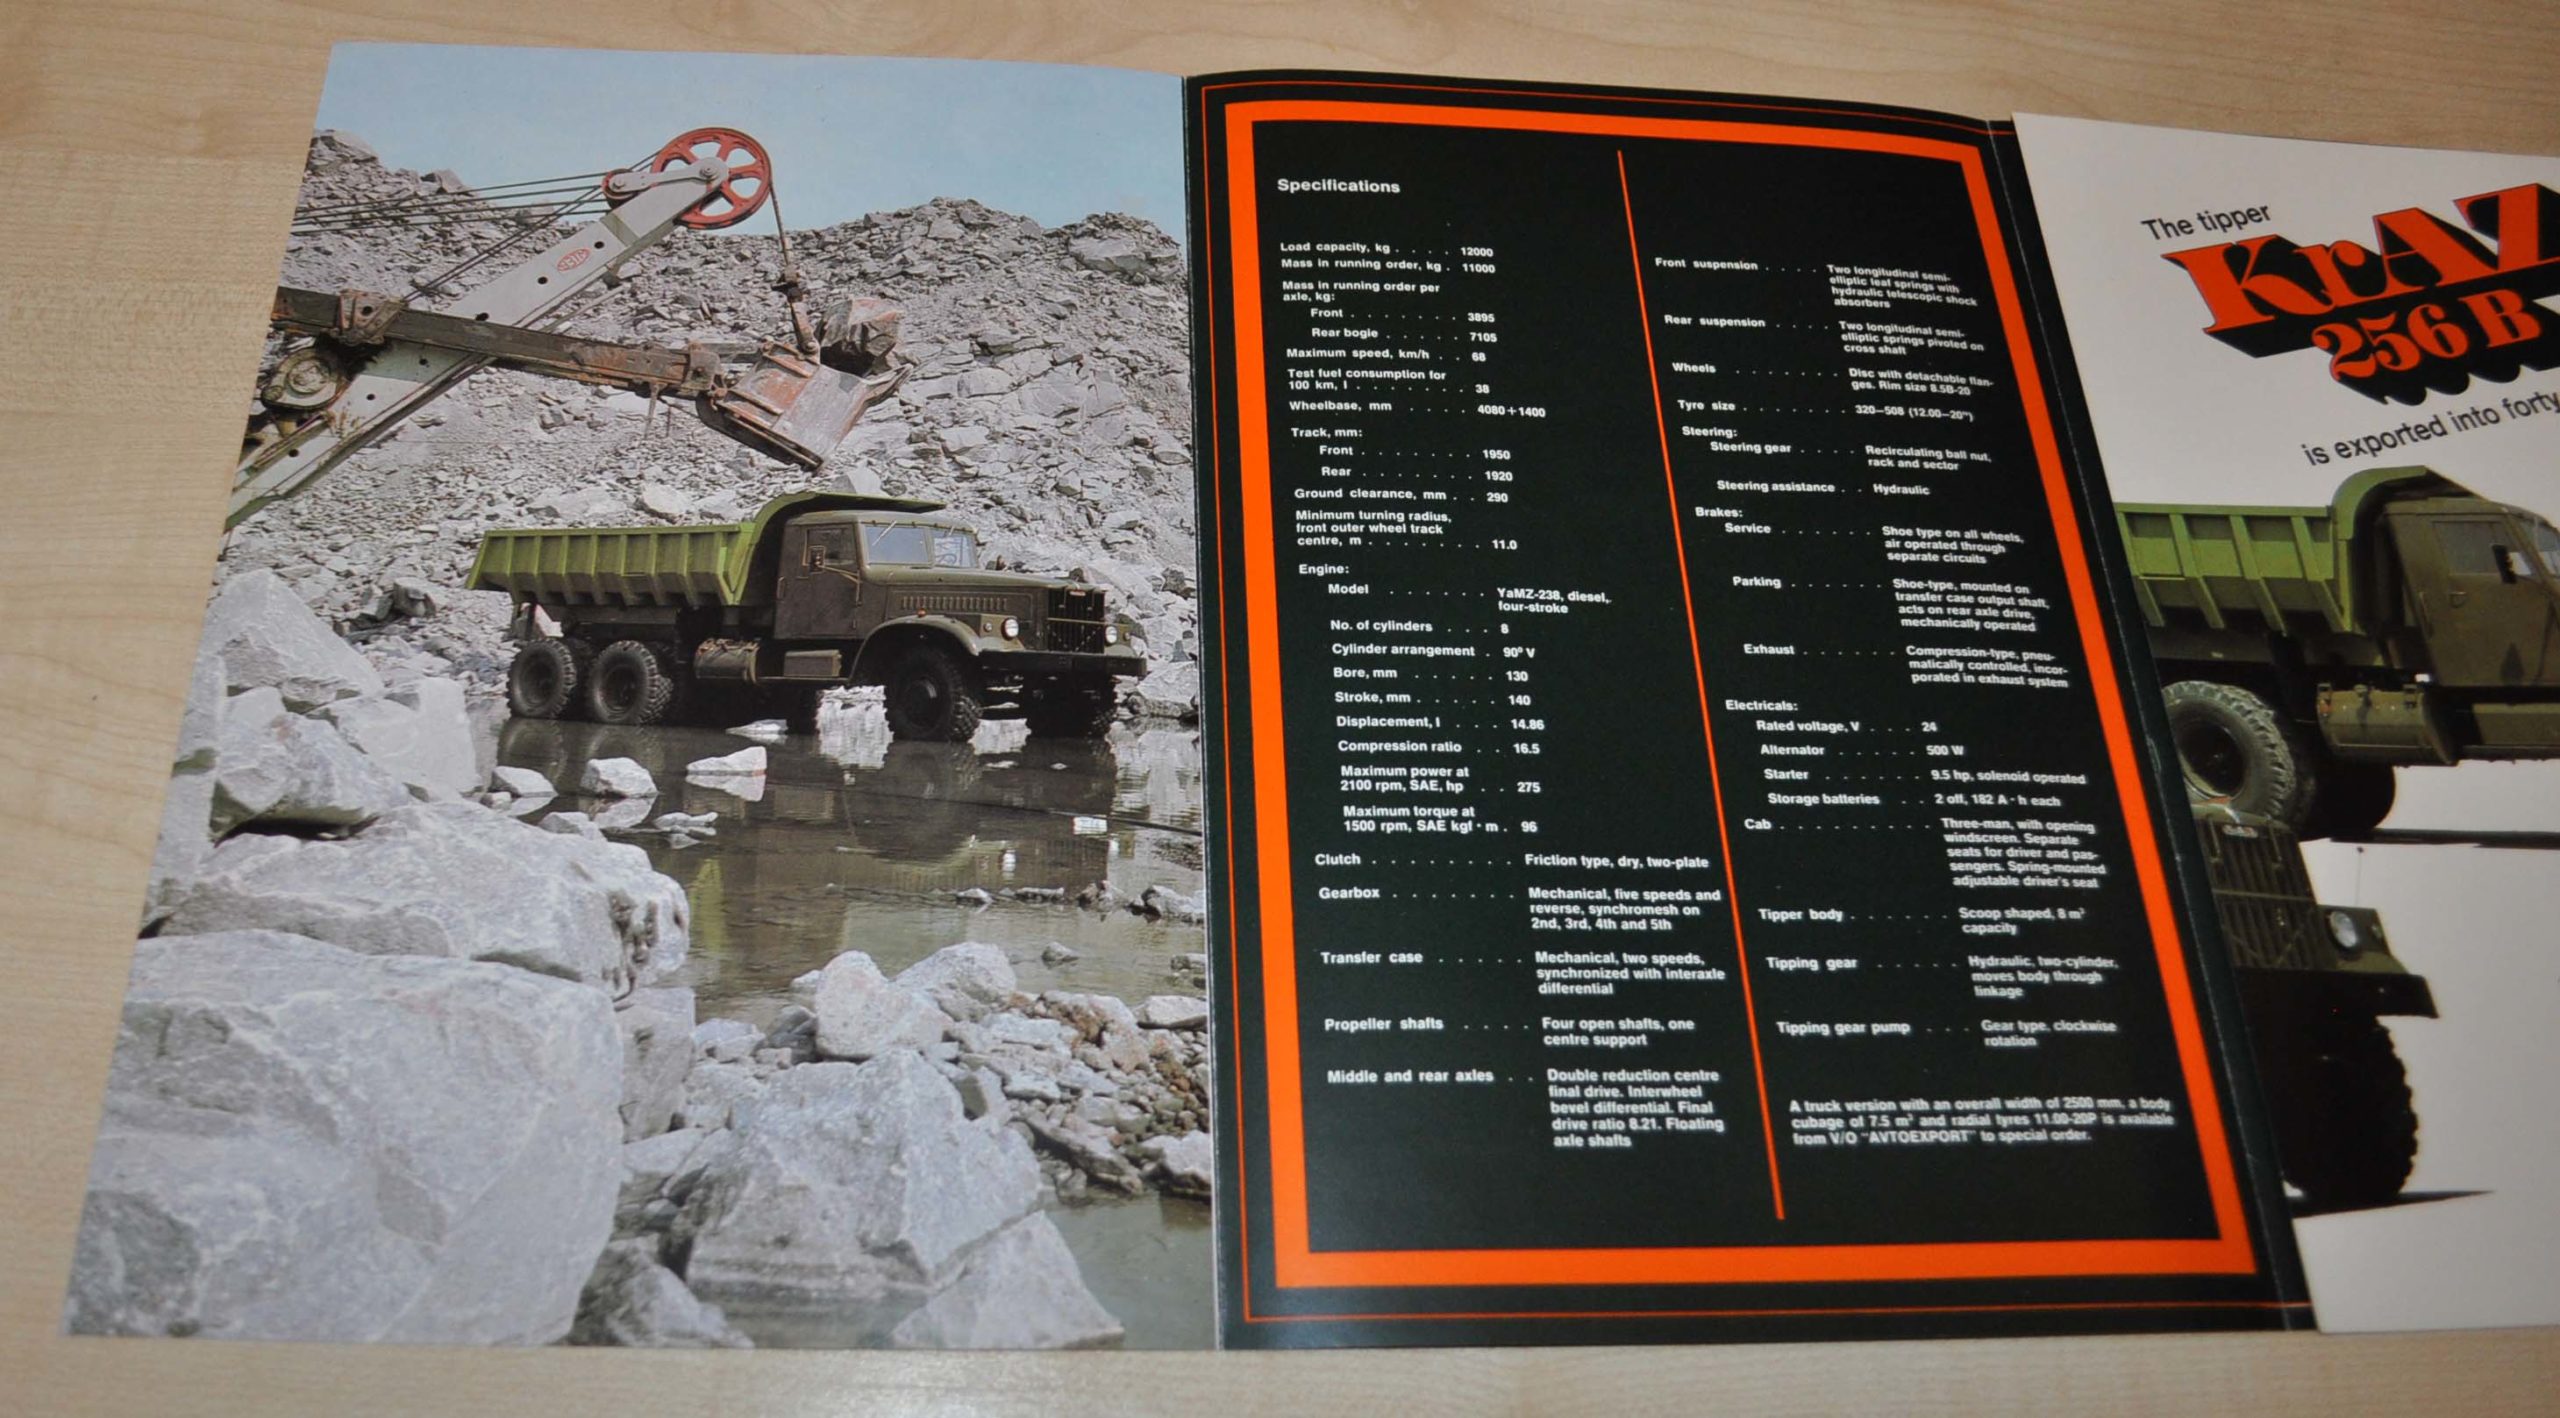 Specifications
Load capacity, kg . . . . 12000
Mass in running order, kg . 11000
Mass in running order per
axle, kg:
Front . . . . . . . 3895
Rear bogie . . . . . 7105
Maximum speed, km/h . . 68
Test fuel consumption for
100 km, l . . . . . . . 38
Wheelbase, mm . . . . 4080+1400
Track, mm:
Front . . . . . . . 1950
Rear . . . . . . . 1920
Ground clearance, mm . . 290
Minimum turning radius,
front outer wheel track
centre, m . . . . . . . 11.0
Engine:
Model . . . . . . YaMZ-238, diesel,
four-stroke
No. of cylinders . . . 8
Cylinder arrangement . 90° V
Bore, mm . . . . . 130
Stroke, mm . . . . . 140
Displacement, l . . . 14.86
Compression ratio . . 16.5
Maximum power at
2100 rpm, SAE, hp . . 275
Maximum torque at
1500 rpm, SAE kgf·m . 96
Clutch . . . . . . . . Friction type, dry, two-plate
Gearbox . . . . . . . Mechanical, five speeds and
reverse, synchromesh on
2nd, 3rd, 4th and 5th
Transfer case . . . . . Mechanical, two speeds,
synchronized with interaxle
differential
Propeller shafts . . . . Four open shafts, one
centre support
Middle and rear axles . . Double reduction centre
final drive. Interwheel
bevel differential. Final
drive ratio 8.21. Floating
axle shafts
Front suspension . . . . Two longitudinal semi-
elliptic leaf springs with
hydraulic telescopic shock
absorbers
Rear suspension . . . . Two longitudinal semi-
elliptic springs pivoted on
cross shaft
Wheels . . . . . . . Disc with detachable flan-
ges. Rim size 8.5B-20
Tyre size . . . . . . . 320–508 (12.00–20")
Steering:
Steering gear . . . . Recirculating ball nut,
rack and sector
Steering assistance . . Hydraulic
Brakes:
Service . . . . . . Shoe type on all wheels,
air operated through
separate circuits
Parking . . . . . . Shoe-type, mounted on
transfer case output shaft,
acts on rear axle drive,
mechanically operated
Exhaust . . . . . . Compression-type, pneu-
matically controlled, incor-
porated in exhaust system
Electricals:
Rated voltage, V . . . . 24
Alternator . . . . . 500 W
Starter . . . . . . 9.5 hp, solenoid operated
Storage batteries . . 2 off, 182 A·h each
Cab . . . . . . . . . Three-man, with opening
windscreen. Separate
seats for driver and pas-
sengers. Spring-mounted
adjustable driver's seat
Tipper body . . . . . . Scoop shaped, 8 m³
capacity
Tipping gear . . . . . Hydraulic, two-cylinder,
moves body through
linkage
Tipping gear pump . . . Gear type, clockwise
rotation
A truck version with an overall width of 2500 mm, a body
cubage of 7.5 m³ and radial tyres 11.00-20P is available
from V/O "AVTOEXPORT" to special order.
The tipper
KrAZ
256 B
is exported into forty